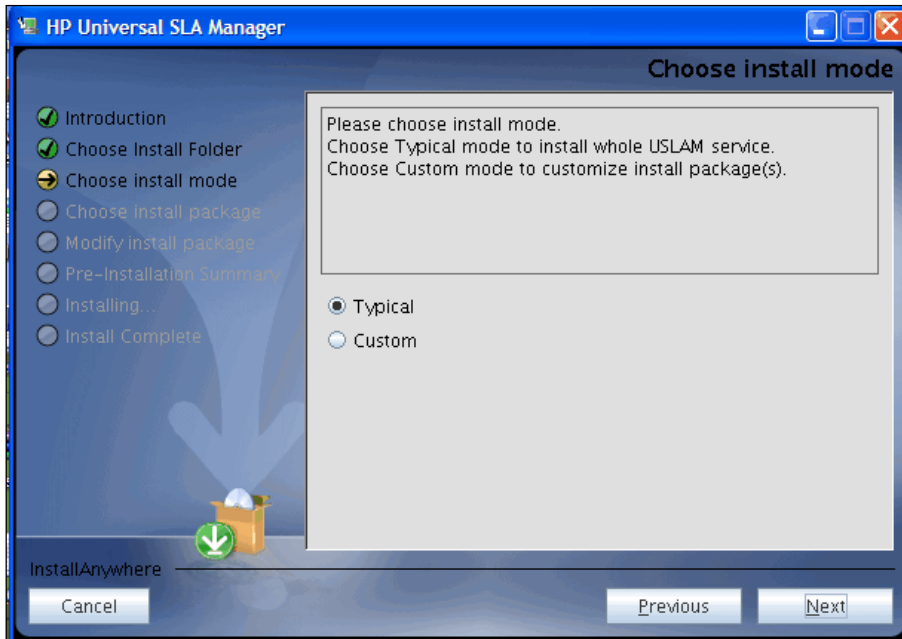 HP Universal SLA Manager
Choose install mode
Introduction
Choose Install Folder
Choose install mode
Choose install package
Modify install package
Pre-Installation Summary
Installing...
Install Complete
Please choose install mode.
Choose Typical mode to install whole USLAM service.
Choose Custom mode to customize install package(s).
Typical
Custom
InstallAnywhere
Cancel
Previous
Next